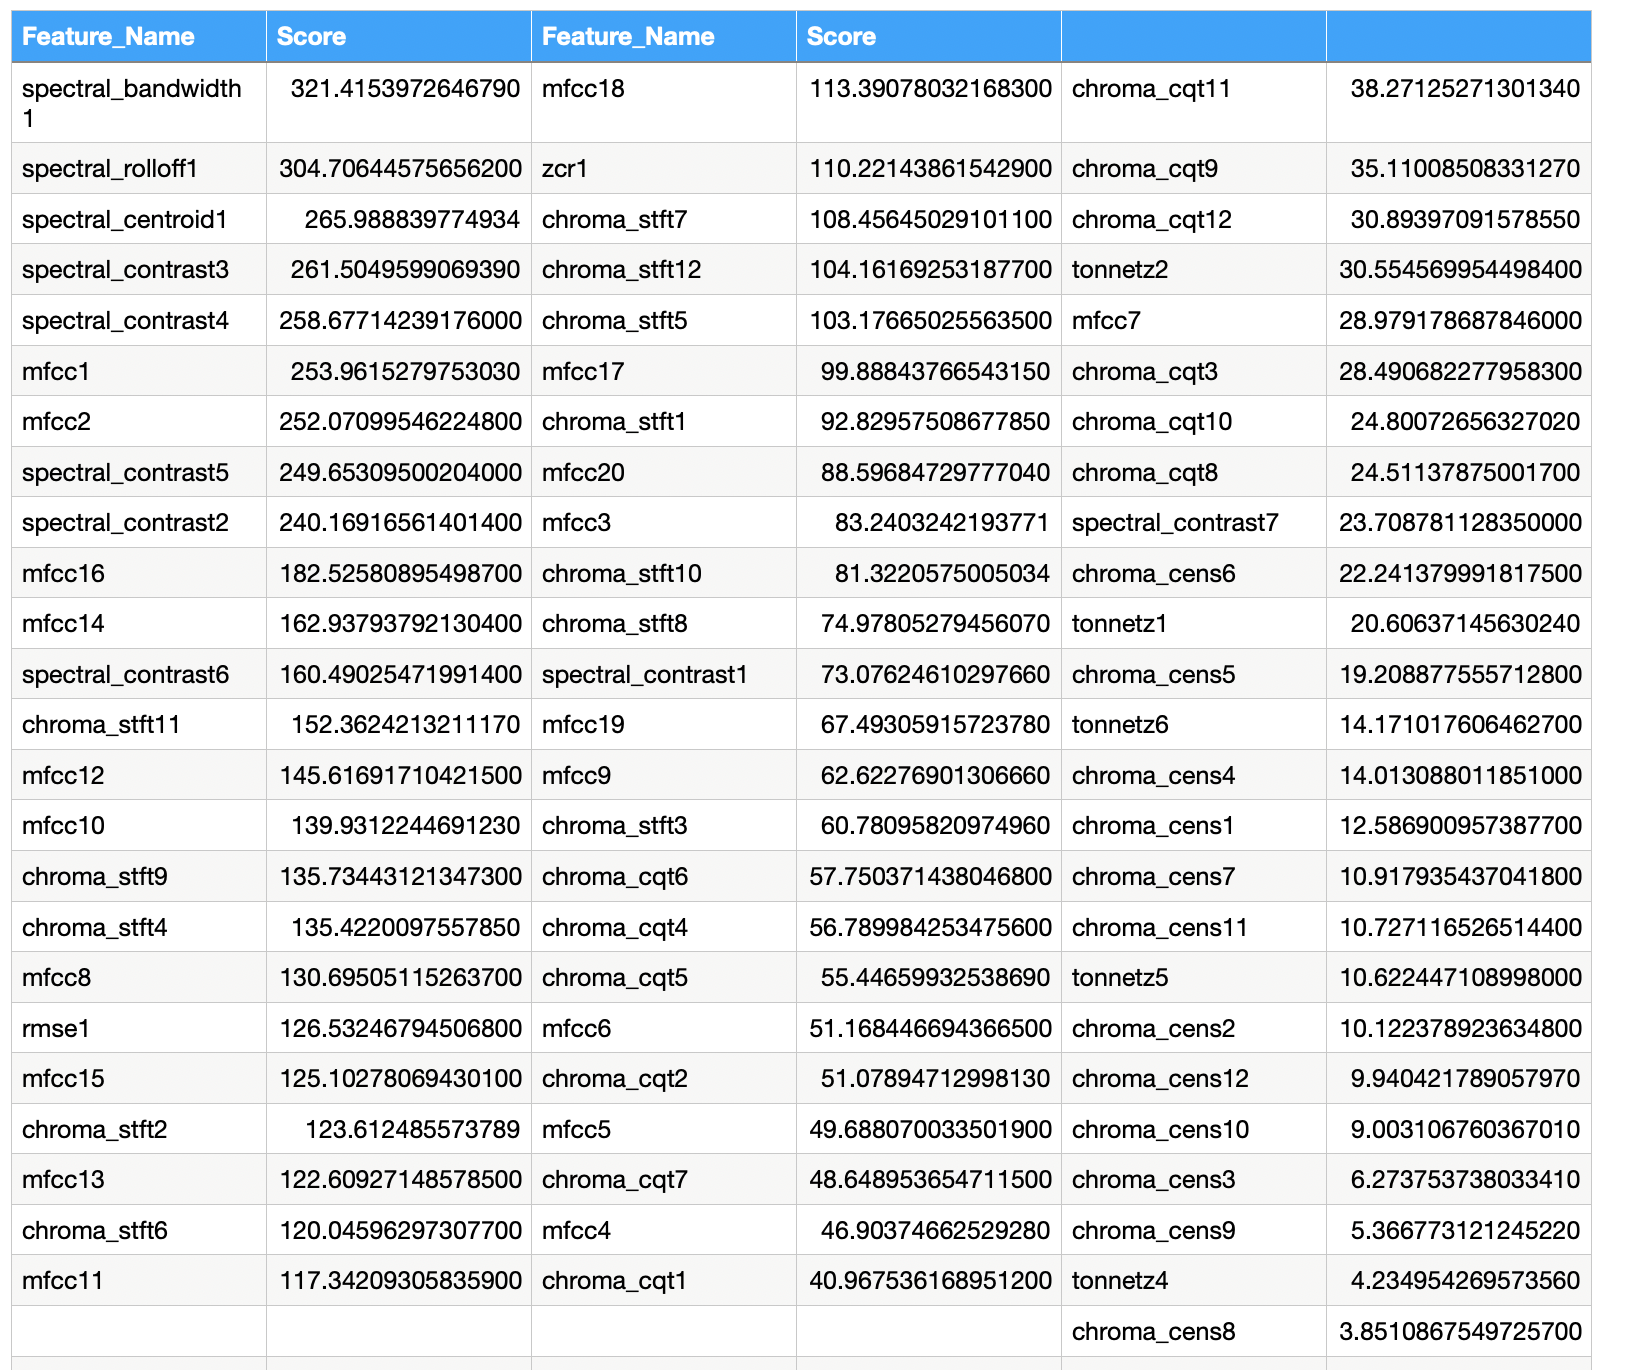 Feature_Name Score Feature_Name Score
spectral_bandwidth 321.4153972646790 mfcc18 113.39078032168300 chroma_cqt11 38.27125271301340
1
spectral_rolloff1 304.70644575656200 zcr1 110.22143861542900 chroma_cqt9 35.11008508331270
spectral_centroid1 265.988839774934 chroma_stft7 108.45645029101100 chroma_cqt12 30.89397091578550
spectral_contrast3 261.5049599069390 chroma_stft12 104.16169253187700 tonnetz2 30.554569954498400
spectral_contrast4 258.67714239176000 chroma_stft5 103.17665025563500 mfcc7 28.979178687846000
mfcc1 253.9615279753030 mfcc17 99.88843766543150 chroma_cqt3 28.490682277958300
mfcc2 252.07099546224800 chroma_stft1 92.82957508677850 chroma_cqt10 24.80072656327020
spectral_contrast5 249.65309500204000 mfcc20 88.59684729777040 chroma_cqt8 24.51137875001700
spectral_contrast2 240.16916561401400 mfcc3 83.2403242193771 spectral_contrast7 23.708781128350000
mfcc16 182.52580895498700 chroma_stft10 81.3220575005034 chroma_cens6 22.241379991817500
mfcc14 162.93793792130400 chroma_stft8 74.97805279456070 tonnetz1 20.60637145630240
spectral_contrast6 160.49025471991400 spectral_contrast1 73.07624610297660 chroma_cens5 19.208877555712800
chroma_stft11 152.3624213211170 mfcc19 67.49305915723780 tonnetz6 14.171017606462700
mfcc12 145.61691710421500 mfcc9 62.62276901306660 chroma_cens4 14.013088011851000
mfcc10 139.9312244691230 chroma_stft3 60.78095820974960 chroma_cens1 12.586900957387700
chroma_stft9 135.73443121347300 chroma_cqt6 57.750371438046800 chroma_cens7 10.917935437041800
chroma_stft4 135.4220097557850 chroma_cqt4 56.789984253475600 chroma_cens11 10.727116526514400
mfcc8 130.69505115263700 chroma_cqt5 55.44659932538690 tonnetz5 10.622447108998000
rmse1 126.53246794506800 mfcc6 51.168446694366500 chroma_cens2 10.122378923634800
mfcc15 125.10278069430100 chroma_cqt2 51.07894712998130 chroma_cens12 9.940421789057970
chroma_stft2 123.612485573789 mfcc5 49.688070033501900 chroma_cens10 9.003106760367010
mfcc13 122.60927148578500 chroma_cqt7 48.648953654711500 chroma_cens3 6.273753738033410
chroma_stft6 120.04596297307700 mfcc4 46.90374662529280 chroma_cens9 5.366773121245220
mfcc11 117.34209305835900 chroma_cqt1 40.967536168951200 tonnetz4 4.234954269573560
chroma_cens8 3.8510867549725700